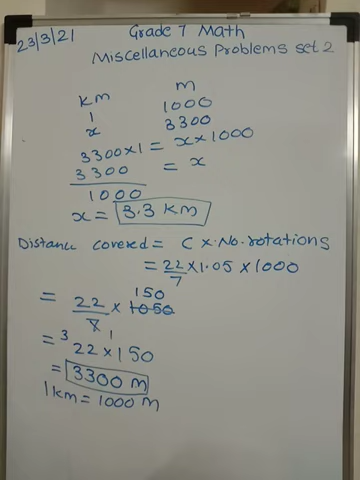 23/3/21
Grade 7 Math
Miscellaneous Problems set 2
km m
1 1000
x 3300
3300×1 = x×1000
3300 = x
1000
x = 3.3 km
Distance covered = C × No. rotations
= 22/7 × 1.05 × 1000
150
= 22/7 × 1050
1
= 3 22 × 150
= 3300 m
1km = 1000 m